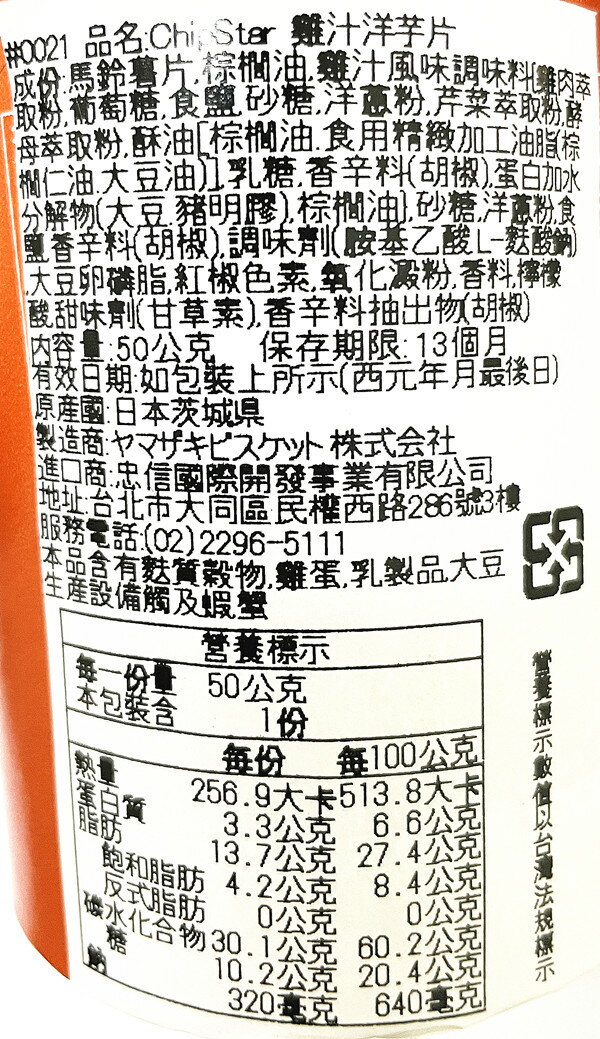 #0021 品名:ChipStar 雞汁洋芋片
成份:馬鈴薯片,棕櫚油,雞汁風味調味料(雞肉萃
取粉,葡萄糖,食鹽,砂糖,洋蔥粉,芹菜萃取粉,酵
母萃取粉,酥油[棕櫚油.食用精緻加工油脂(棕
櫚仁油.大豆油)],乳糖,香辛料(胡椒),蛋白加水
分解物(大豆.豬明膠),棕櫚油),砂糖,洋蔥粉,食
鹽,香辛料(胡椒),調味劑(胺基乙酸.L-麩酸鈉)
,大豆卵磷脂,紅椒色素,氧化澱粉,香料,檸檬
酸,甜味劑(甘草素),香辛料抽出物(胡椒)
內容量:50公克 保存期限:13個月
有效日期:如包裝上所示(西元年月最後日)
原產國:日本茨城県
製造商:ヤマザキビスケット株式会社
進口商:忠信國際開發事業有限公司
地址:台北市大同區民權西路286號3樓
服務電話:(02)2296-5111
本品含有麩質穀物,雞蛋,乳製品,大豆
生產設備觸及蝦,蟹
營養標示
每一份量 50公克
本包裝含 1份
每份 每100公克
熱量 256.9大卡 513.8大卡
蛋白質 3.3公克 6.6公克
脂肪 13.7公克 27.4公克
飽和脂肪 4.2公克 8.4公克
反式脂肪 0公克 0公克
碳水化合物 30.1公克 60.2公克
糖 10.2公克 20.4公克
鈉 320毫克 640毫克
營養標示數值以台灣法規標示